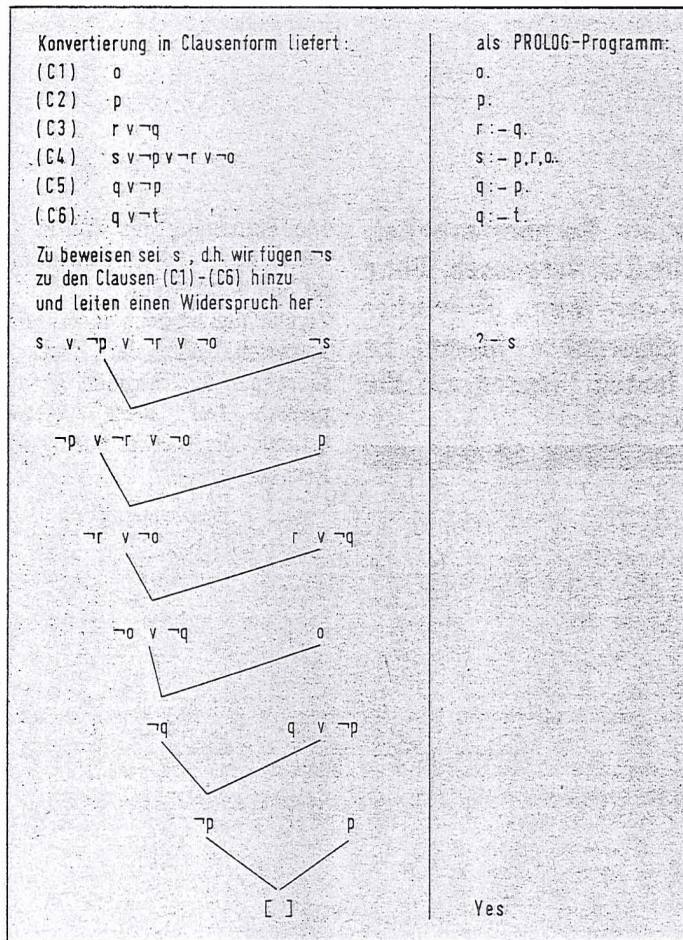 Konvertierung in Clausenform liefert: als PROLOG-Programm:
(C1) o o.
(C2) p p.
(C3) r v ¬q r:–q.
(C4) s v ¬p v ¬r v ¬o s:–p,r,o.
(C5) q v ¬p q:–p.
(C6) q v ¬t q:–t.
Zu beweisen sei s, d.h. wir fügen ¬s
zu den Clausen (C1)-(C6) hinzu
und leiten einen Widerspruch her:
s v ¬p v ¬r v ¬o ¬s ?– s
¬p v ¬r v ¬o p
¬r v ¬o r v ¬q
¬o v ¬q o
¬q q v ¬p
¬p p
[ ] Yes